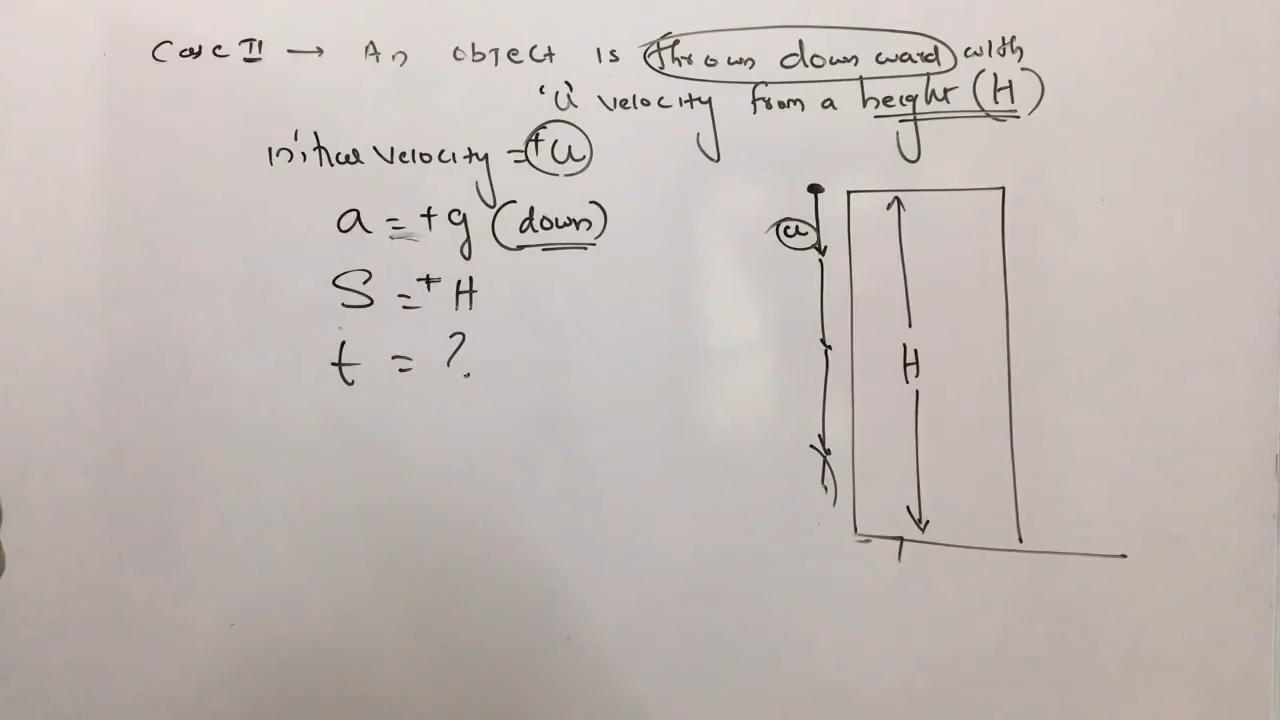 Case II → An object is thrown downward with
'u' velocity from a height (H)
initial velocity = +u
a = +g (down)
S = +H
t = ?
u
H